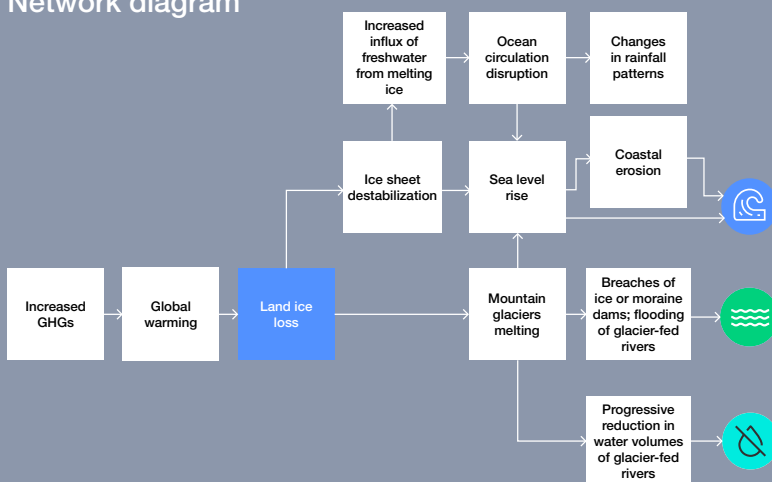 Network diagram
Increased
influx of
freshwater
from melting
ice
Ocean
circulation
disruption
Changes
in rainfall
patterns
Ice sheet
destabilization
Sea level
rise
Coastal
erosion
Increased
GHGs
Global
warming
Land ice
loss
Mountain
glaciers
melting
Breaches of
ice or moraine
dams; flooding
of glacier-fed
rivers
Progressive
reduction in
water volumes
of glacier-fed
rivers